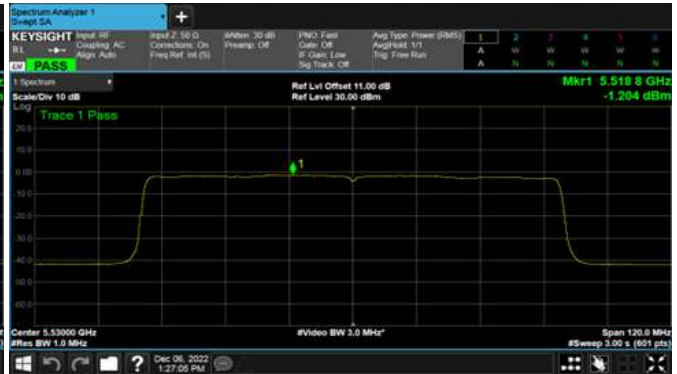 Spectrum Analyzer 1
Swept SA
+
KEYSIGHT
RL
Input: RF
Coupling: AC
Align: Auto
Input Z: 50 Ω
Corrections: On
Freq Ref: Int (S)
#Atten: 30 dB
Preamp: Off
PNO: Fast
Gate: Off
IF Gain: Low
Sig Track: Off
Avg Type: Power (RMS)
Avg|Hold: 1/1
Trig: Free Run
1 2 3 4 5 6
A W W W W W
A N N N N N
PASS
1 Spectrum
Scale/Div 10 dB
Ref Lvl Offset 11.00 dB
Ref Level 30.00 dBm
Mkr1 5.518 8 GHz
-1.204 dBm
Log
Trace 1 Pass
20.0
10.0
0.00
1
-10.0
-20.0
-30.0
-40.0
-50.0
-60.0
Center 5.53000 GHz
#Res BW 1.0 MHz
#Video BW 3.0 MHz*
Span 120.0 MHz
#Sweep 3.00 s (601 pts)
?
Dec 06, 2022
1:27:05 PM